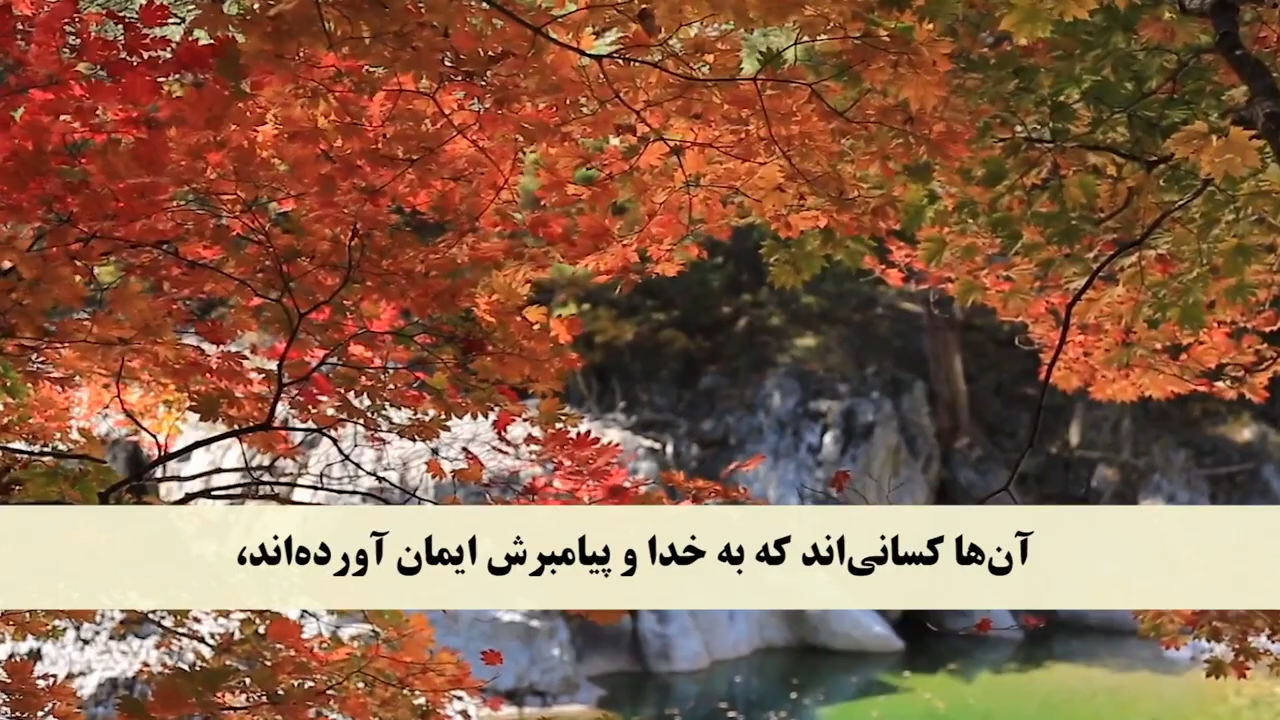 آن‌ها کسانی‌اند که به خدا و پیامبرش ایمان آورده‌اند،